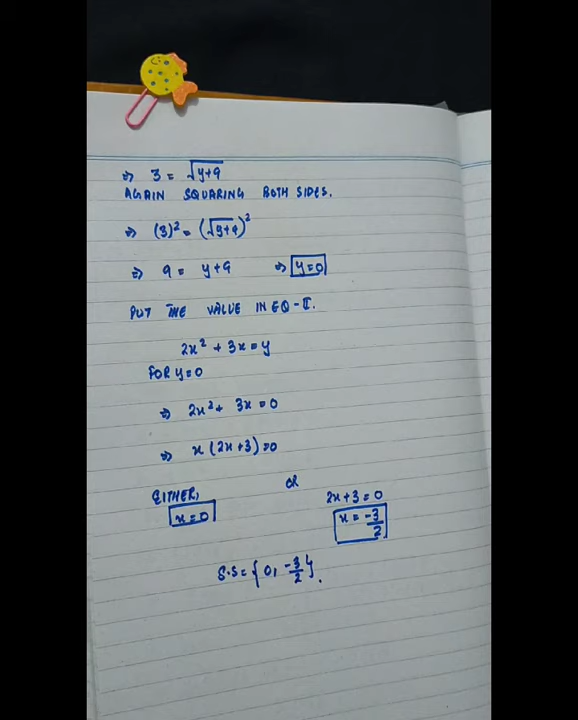 ⇒ 3 = √y+9
AGAIN SQUARING BOTH SIDES.
⇒ (3)² = (√y+9)²
⇒ 9 = y+9 ⇒ y=0
PUT THE VALUE IN EQ-I.
2x² + 3x = y
FOR y=0
⇒ 2x² + 3x = 0
⇒ x(2x+3)=0
EITHER, OR
x=0
2x+3=0
x = -3/2
S.S = {0, -3/2}.